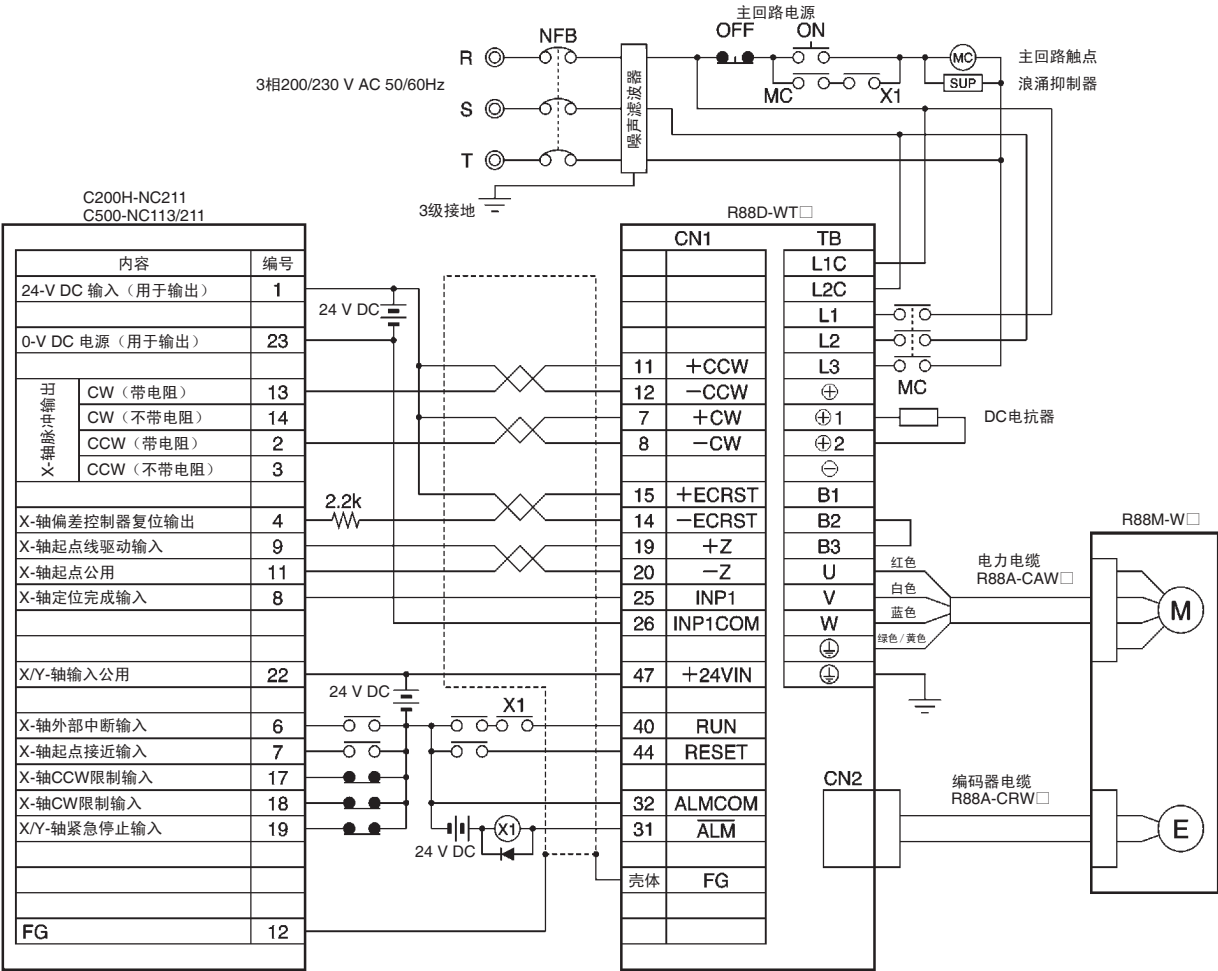 主回路电源
OFF ON
NFB
R
3相200/230 V AC 50/60Hz
S
T
噪声滤波器
MC X1
MC 主回路触点
SUP 浪涌抑制器
3级接地
C200H-NC211
C500-NC113/211
内容 编号
24-V DC 输入（用于输出） 1
0-V DC 电源（用于输出） 23
X-轴脉冲输出
CW（带电阻） 13
CW（不带电阻） 14
CCW（带电阻） 2
CCW（不带电阻） 3
X-轴偏差控制器复位输出 4
X-轴起点线驱动输入 9
X-轴起点公用 11
X-轴定位完成输入 8
X/Y-轴输入公用 22
X-轴外部中断输入 6
X-轴起点接近输入 7
X-轴CCW限制输入 17
X-轴CW限制输入 18
X/Y-轴紧急停止输入 19
FG 12
24 V DC
2.2k
24 V DC
X1
X1
24 V DC
R88D-WT□
CN1
11 +CCW
12 −CCW
7 +CW
8 −CW
15 +ECRST
14 −ECRST
19 +Z
20 −Z
25 INP1
26 INP1COM
47 +24VIN
40 RUN
44 RESET
32 ALMCOM
31 ALM
壳体 FG
TB
L1C
L2C
L1
L2
L3
⊕
⊕1
⊕2
⊖
B1
B2
B3
U
V
W
CN2
MC
DC电抗器
红色
白色
蓝色
绿色/黄色
电力电缆
R88A-CAW□
R88M-W□
M
编码器电缆
R88A-CRW□
E